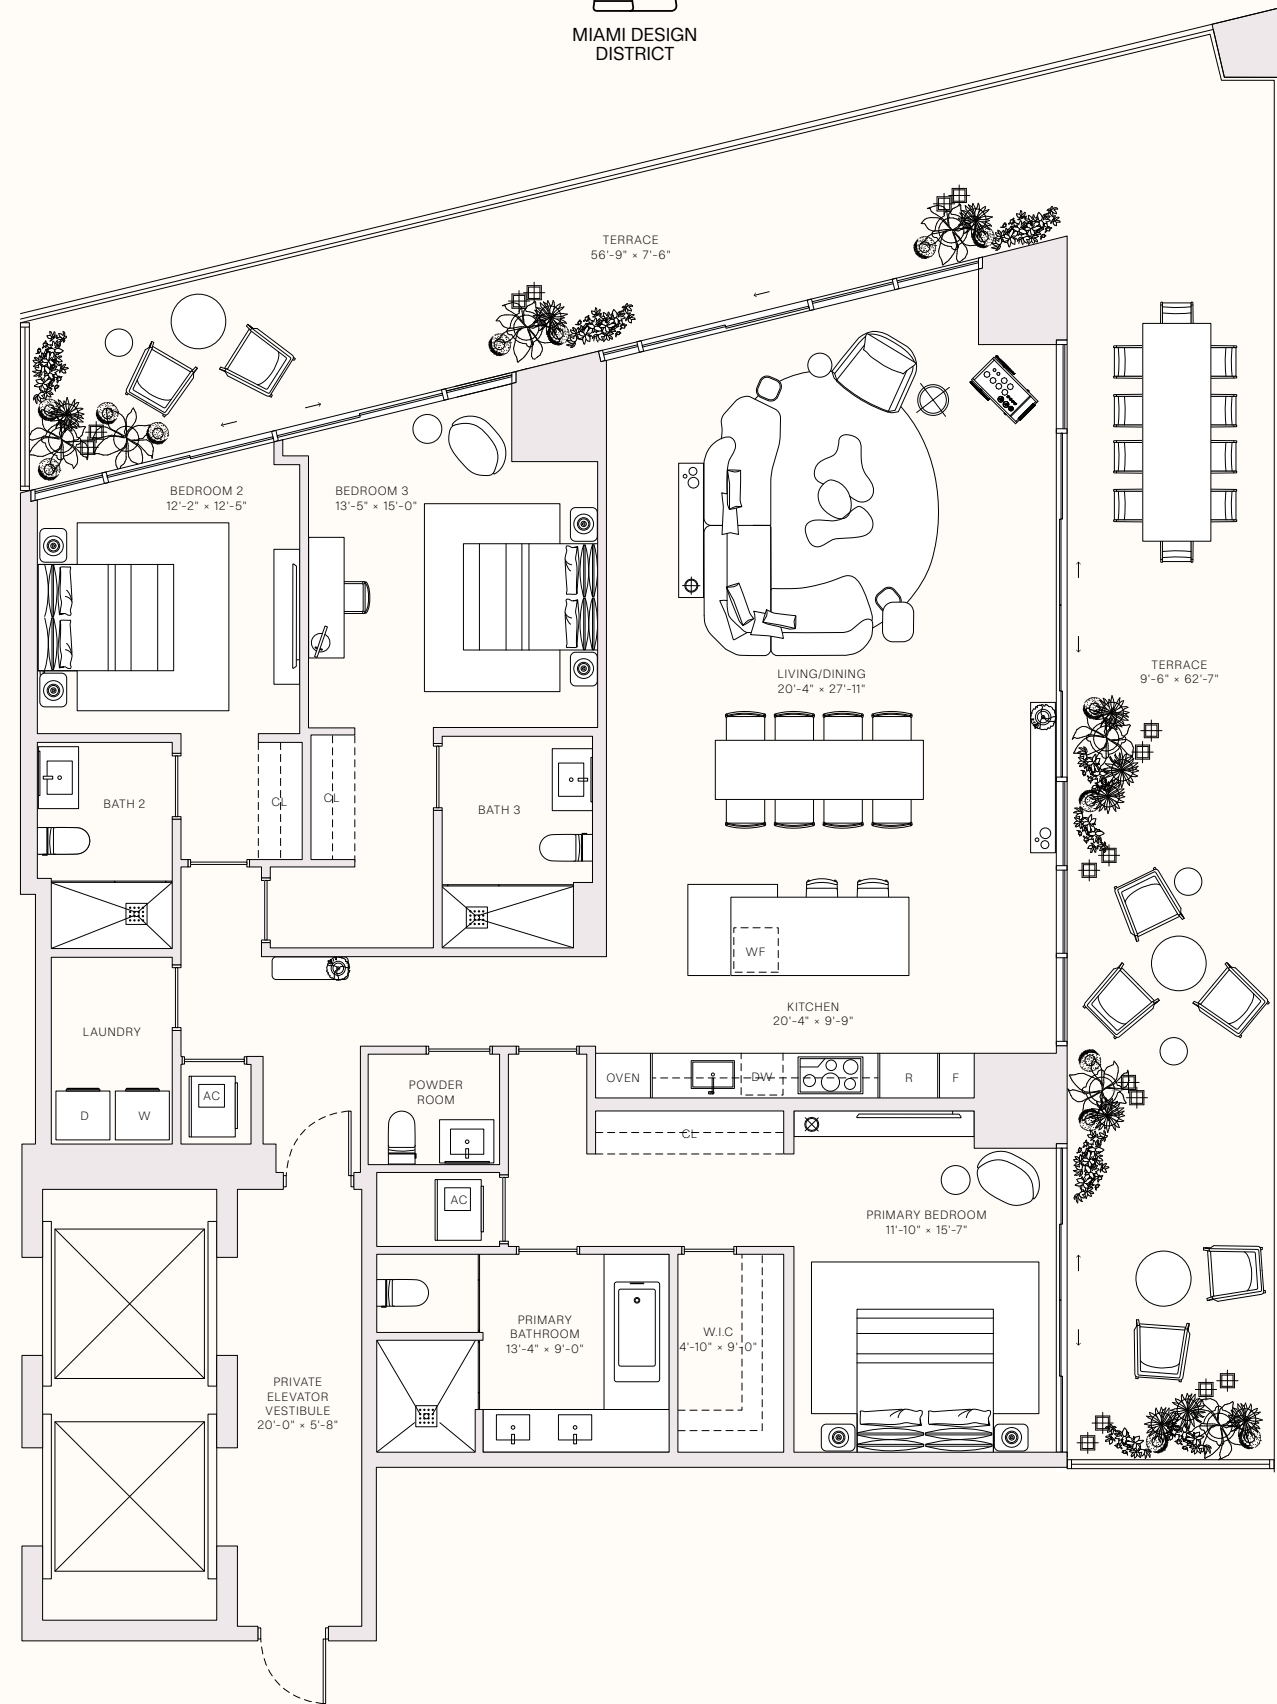 MIAMI DESIGN
DISTRICT
TERRACE
56'-9" × 7'-6"
BEDROOM 2
12'-2" × 12'-5"
BEDROOM 3
13'-5" × 15'-0"
LIVING/DINING
20'-4" × 27'-11"
TERRACE
9'-6" × 62'-7"
BATH 2
CL
CL
BATH 3
WF
KITCHEN
20'-4" × 9'-9"
LAUNDRY
D
W
AC
POWDER
ROOM
OVEN
DW
R
F
CL
AC
PRIMARY BEDROOM
11'-10" × 15'-7"
PRIMARY
BATHROOM
13'-4" × 9'-0"
W.I.C
4'-10" × 9'-0"
PRIVATE
ELEVATOR
VESTIBULE
20'-0" × 5'-8"